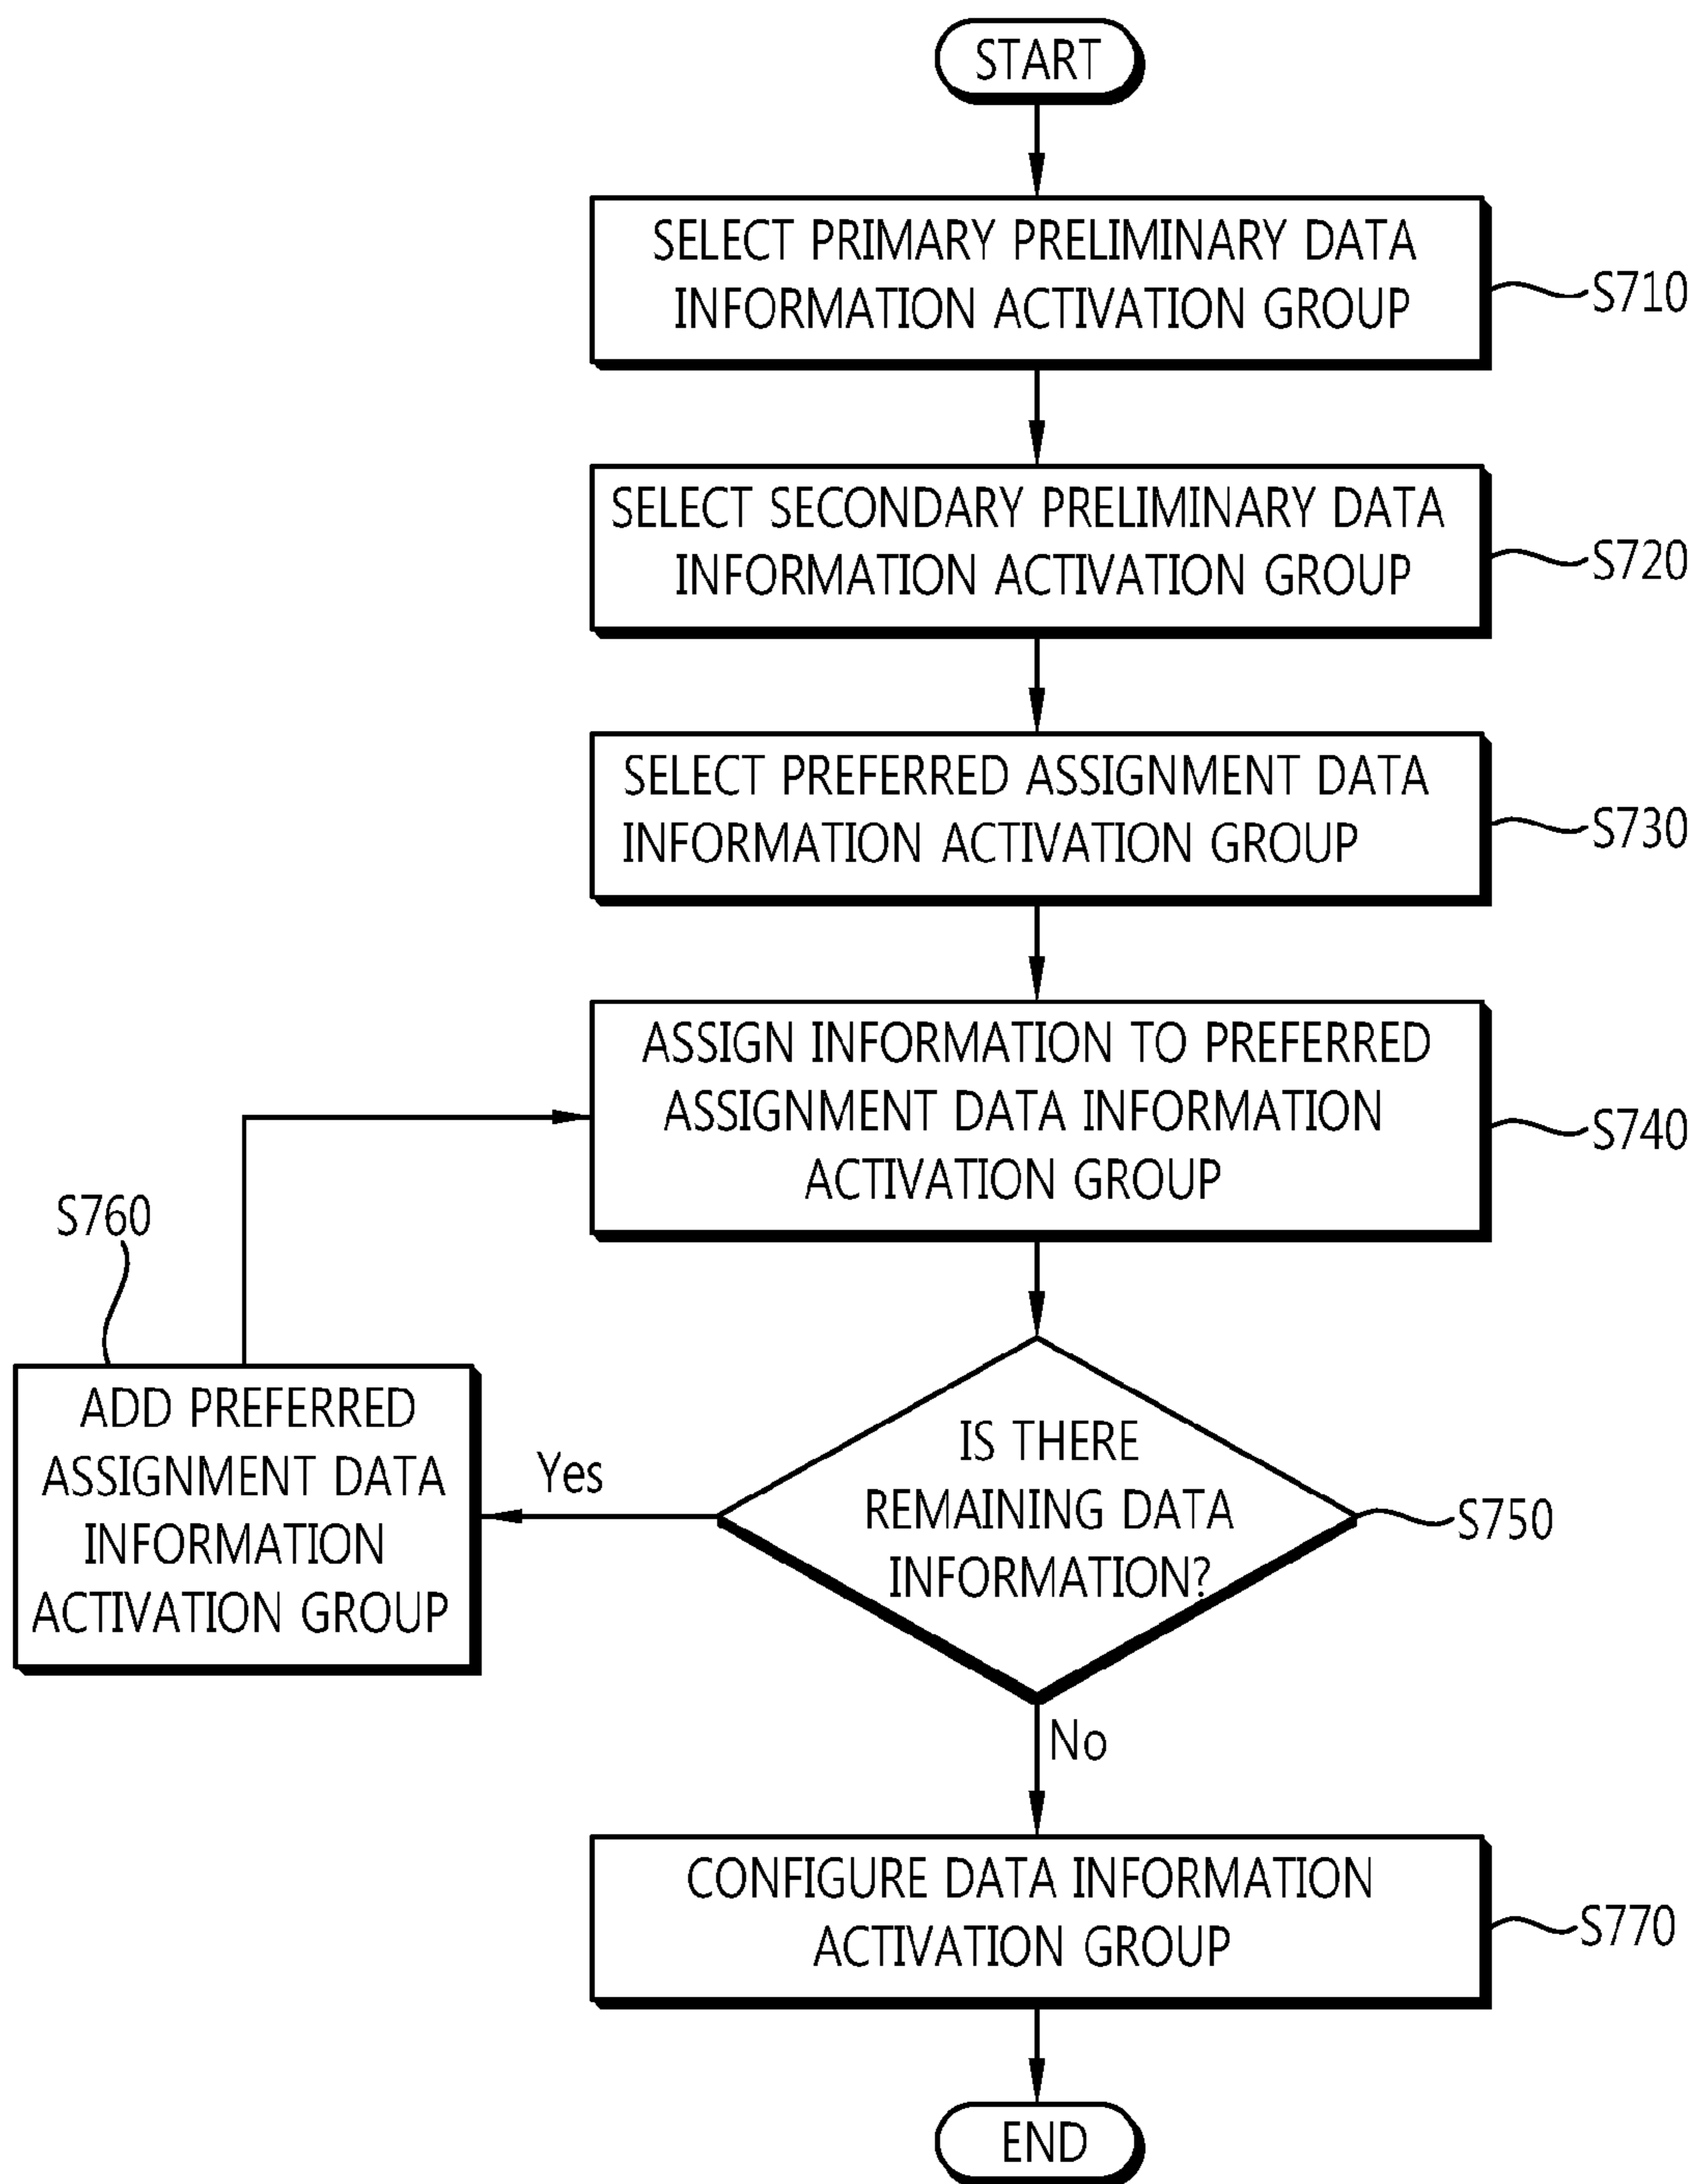 START
SELECT PRIMARY PRELIMINARY DATA
INFORMATION ACTIVATION GROUP
S710
SELECT SECONDARY PRELIMINARY DATA
INFORMATION ACTIVATION GROUP
S720
SELECT PREFERRED ASSIGNMENT DATA
INFORMATION ACTIVATION GROUP
S730
ASSIGN INFORMATION TO PREFERRED
ASSIGNMENT DATA INFORMATION
ACTIVATION GROUP
S740
S760
ADD PREFERRED
ASSIGNMENT DATA
INFORMATION
ACTIVATION GROUP
Yes
IS THERE
REMAINING DATA
INFORMATION?
S750
No
CONFIGURE DATA INFORMATION
ACTIVATION GROUP
S770
END